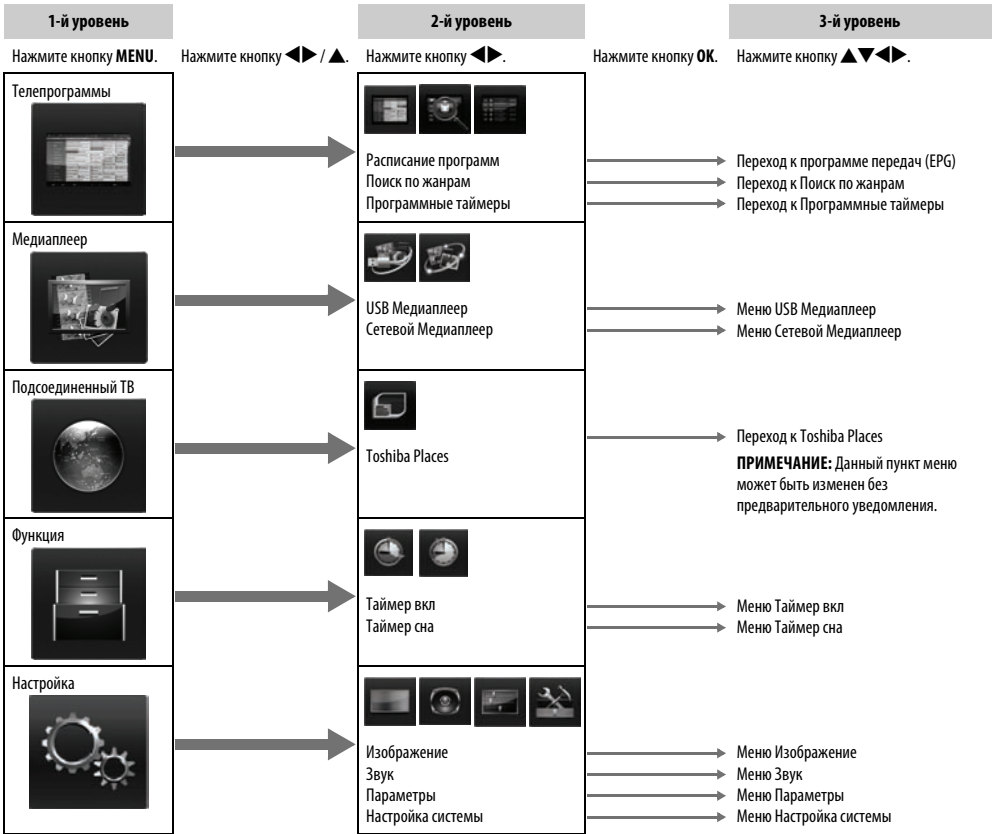 1-й уровень
2-й уровень
3-й уровень
Нажмите кнопку MENU.
Нажмите кнопку ◀▶ / ▲.
Нажмите кнопку ◀▶.
Нажмите кнопку OK.
Нажмите кнопку ▲▼◀▶.
Телепрограммы
Расписание программ
Поиск по жанрам
Программные таймеры
Переход к программе передач (EPG)
Переход к Поиск по жанрам
Переход к Программные таймеры
Медиаплеер
USB Медиаплеер
Сетевой Медиаплеер
Меню USB Медиаплеер
Меню Сетевой Медиаплеер
Подсоединенный ТВ
Toshiba Places
Переход к Toshiba Places
ПРИМЕЧАНИЕ: Данный пункт меню
может быть изменен без
предварительного уведомления.
Функция
Таймер вкл
Таймер сна
Меню Таймер вкл
Меню Таймер сна
Настройка
Изображение
Звук
Параметры
Настройка системы
Меню Изображение
Меню Звук
Меню Параметры
Меню Настройка системы